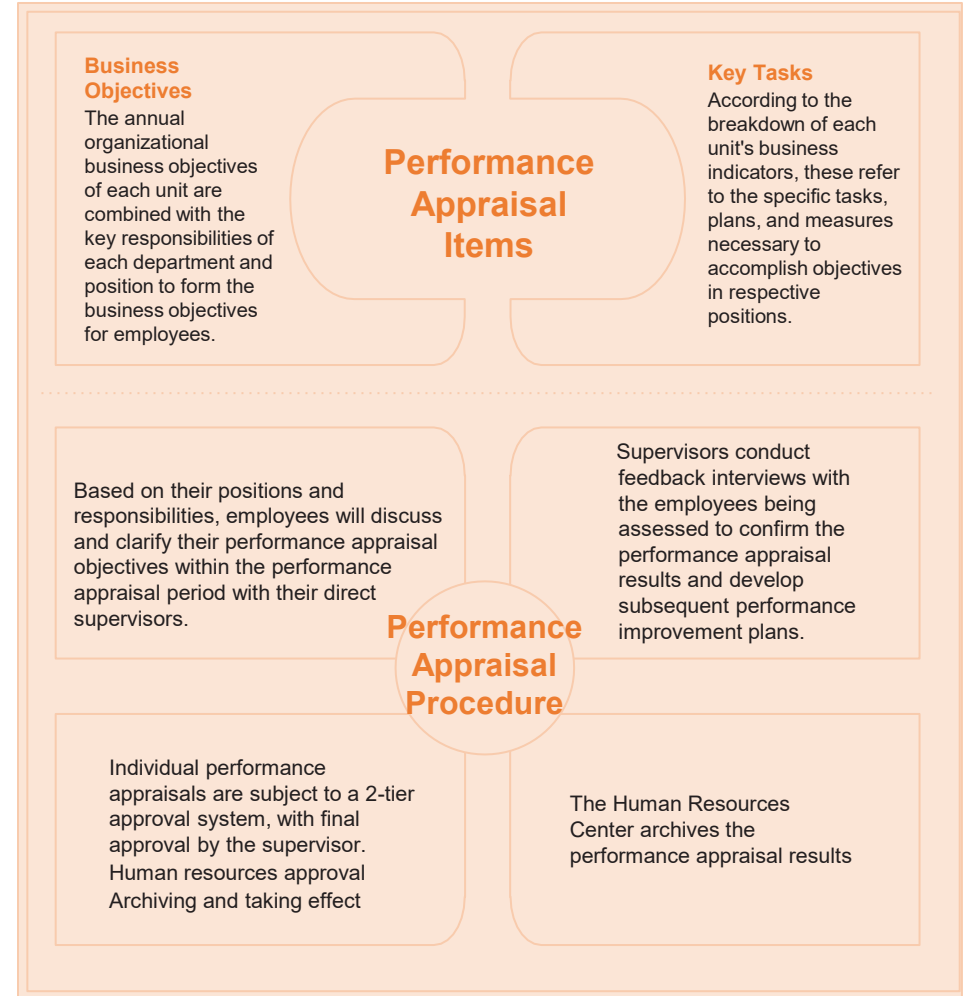 Business
Objectives
The annual
organizational
business objectives
of each unit are
combined with the
key responsibilities of
each department and
position to form the
business objectives
for employees.
Performance
Appraisal
Items
Key Tasks
According to the
breakdown of each
unit's business
indicators, these refer
to the specific tasks,
plans, and measures
necessary to
accomplish objectives
in respective
positions.
Based on their positions and
responsibilities, employees will discuss
and clarify their performance appraisal
objectives within the performance
appraisal period with their direct
supervisors.
Supervisors conduct
feedback interviews with
the employees being
assessed to confirm the
performance appraisal
results and develop
subsequent performance
improvement plans.
Performance
Appraisal
Procedure
Individual performance
appraisals are subject to a 2-tier
approval system, with final
approval by the supervisor.
Human resources approval
Archiving and taking effect
The Human Resources
Center archives the
performance appraisal results